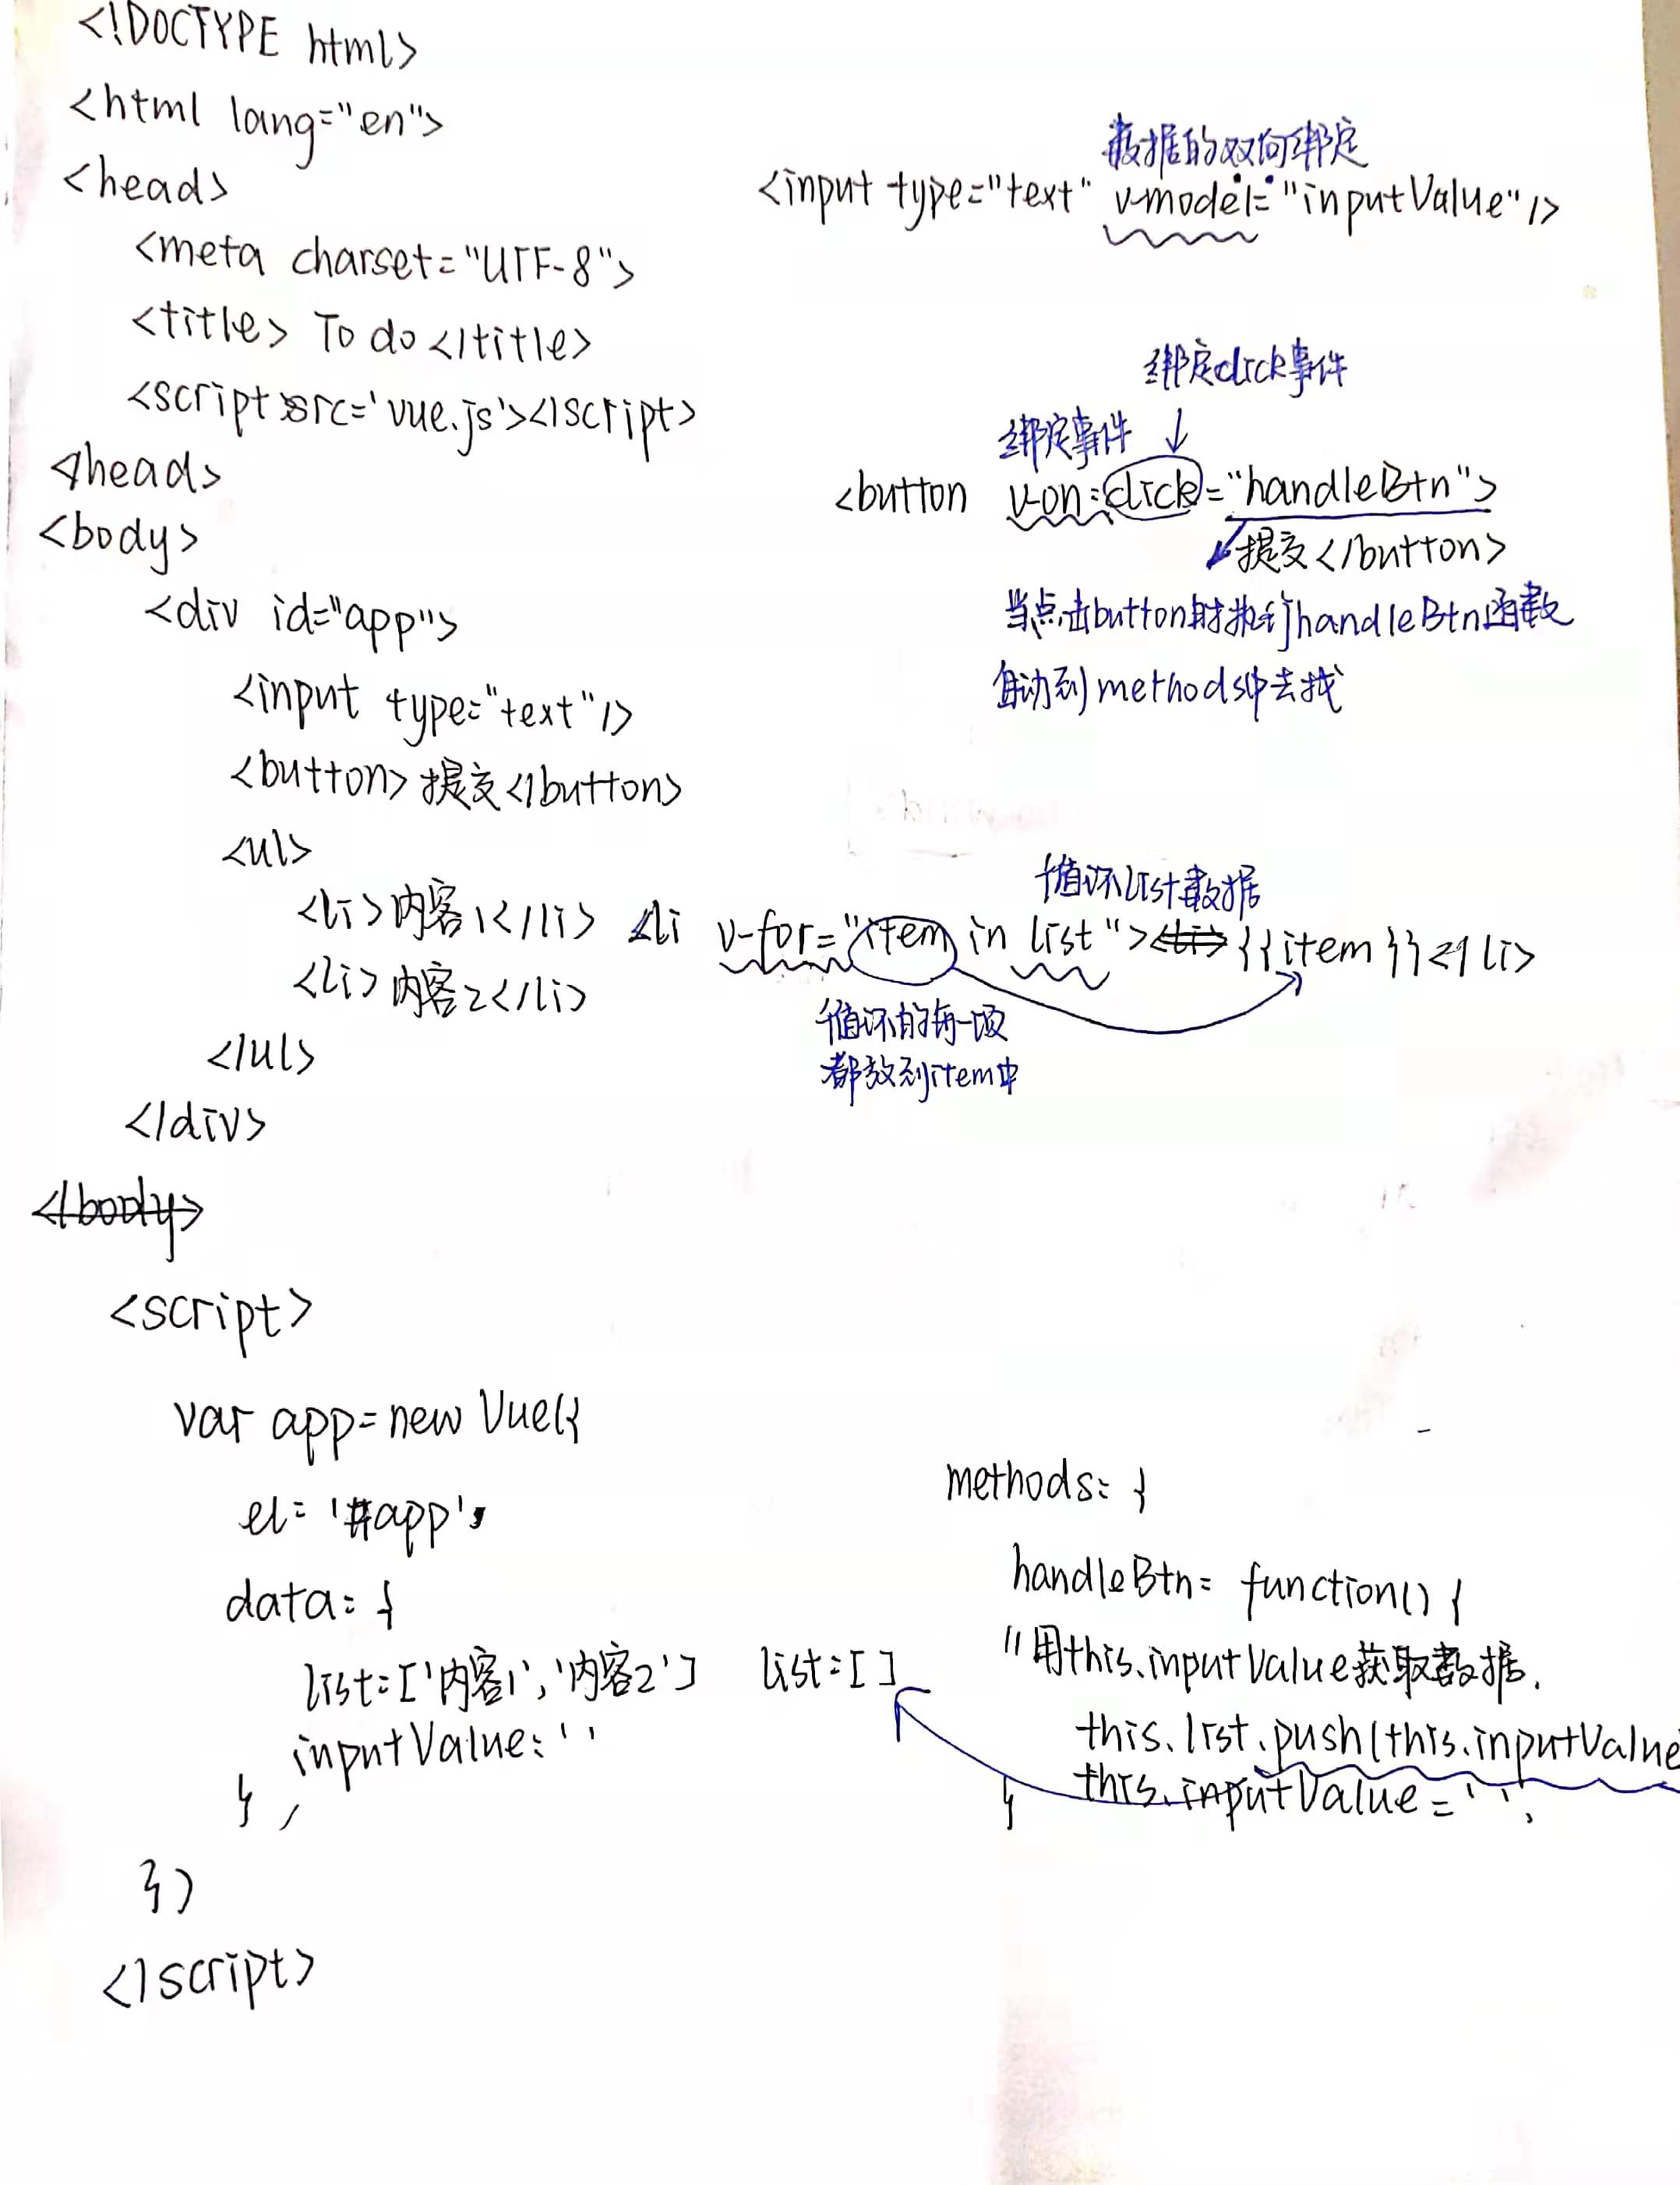 <!DOCTYPE html>
<html lang="en">
<head>
<meta charset="UTF-8">
<title> To do </title>
<script src='vue.js'></script>
</head>
<body>
<div id="app">
<input type="text"/>
<button>提交</button>
<ul>
<li>内容1</li>
<li>内容2</li>
</ul>
</div>
</body>
<script>
var app=new Vue({
el: '#app',
data: {
list:['内容1','内容2'] list:[]
inputValue:''
},
})
</script>
数据的双向绑定
<input type="text" v-model="inputValue"/>
绑定click事件
绑定事件
<button v-on:click="handleBtn">
提交</button>
当点击button时执行handleBtn函数
自动到methods中去找
循环list数据
<li v-for="item in list"><li>{{item}}</li>
循环的每一项
都放到item中
methods: {
handleBtn: function() {
//用this.inputValue获取数据.
this.list.push(this.inputValue
this.inputValue='';
}